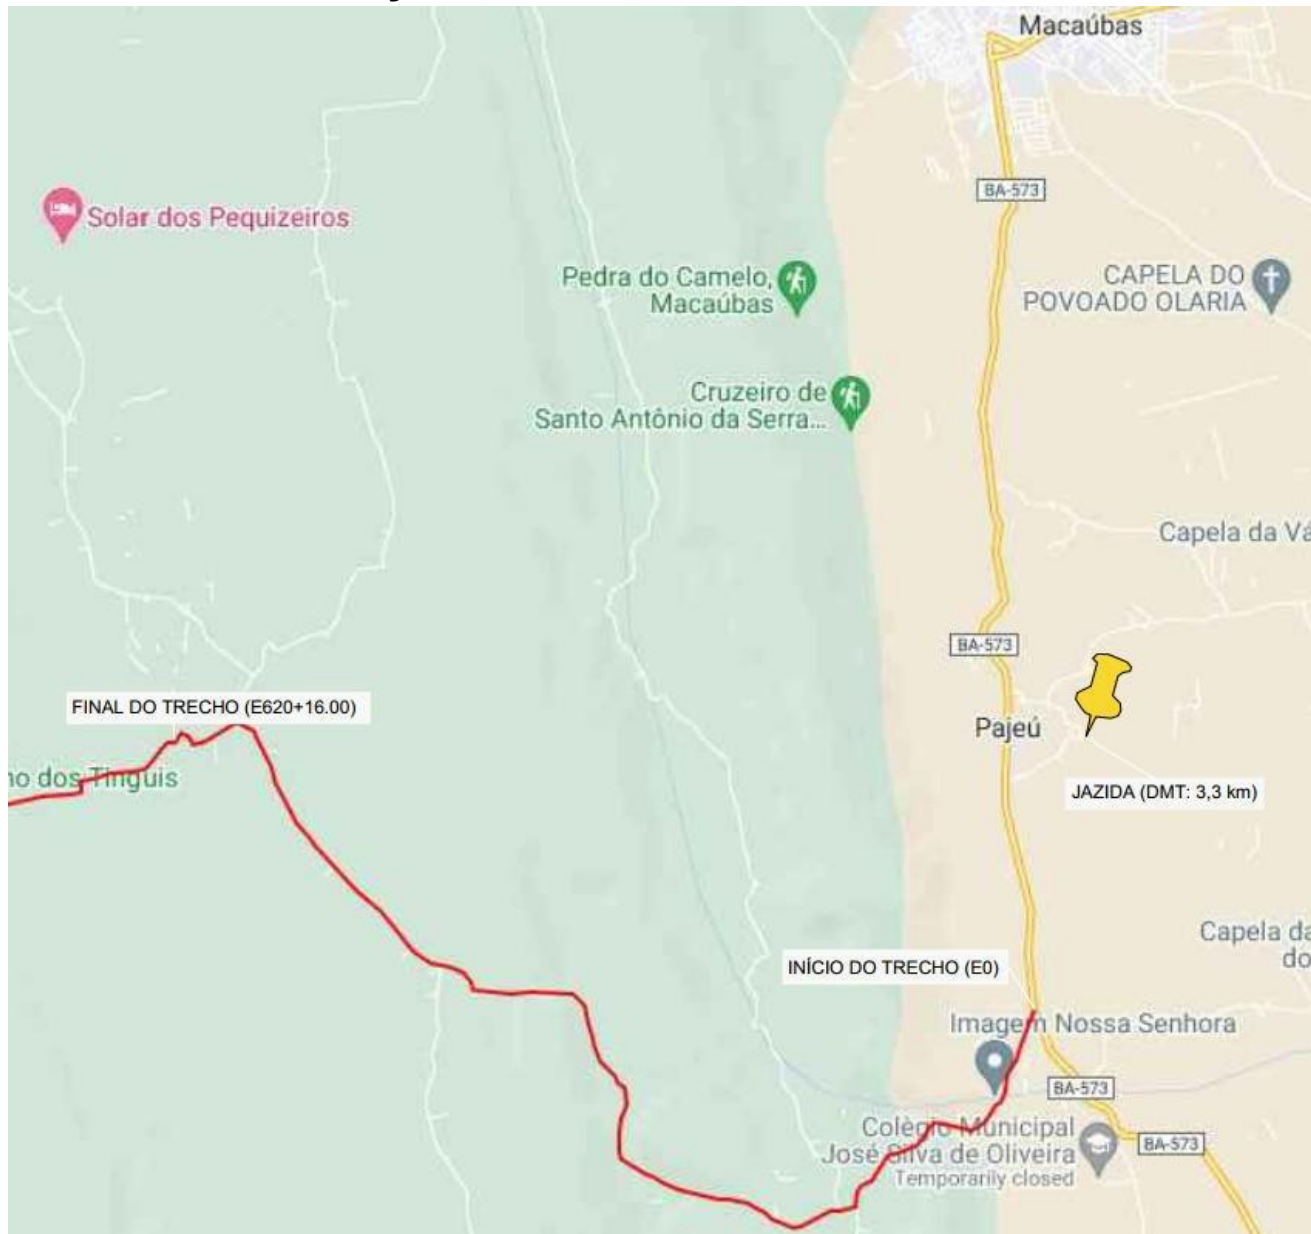 Macaúbas
BA-573
Solar dos Pequizeiros
Pedra do Camelo,
Macaúbas
CAPELA DO
POVOADO OLARIA
Cruzeiro de
Santo Antônio da Serra...
Capela da Vá
BA-573
FINAL DO TRECHO (E620+16.00)
Pajeú
no dos Tinguis
JAZIDA (DMT: 3,3 km)
Capela da
do
INÍCIO DO TRECHO (E0)
Imagem Nossa Senhora
BA-573
Colégio Municipal
José Silva de Oliveira
Temporarily closed
BA-573